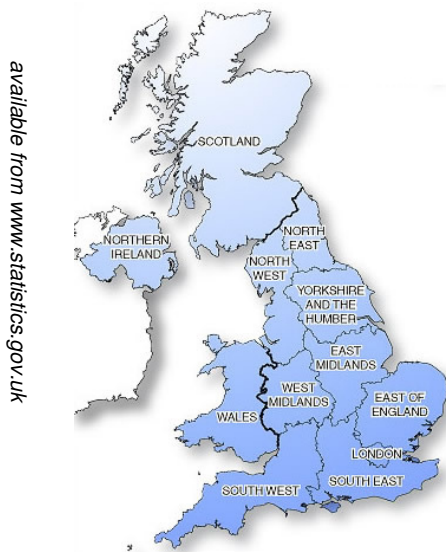 available from www.statistics.gov.uk
SCOTLAND
NORTHERN
IRELAND
NORTH
EAST
NORTH
WEST
YORKSHIRE
AND THE
HUMBER
EAST
MIDLANDS
WEST
MIDLANDS
EAST OF
ENGLAND
WALES
LONDON
SOUTH EAST
SOUTH WEST